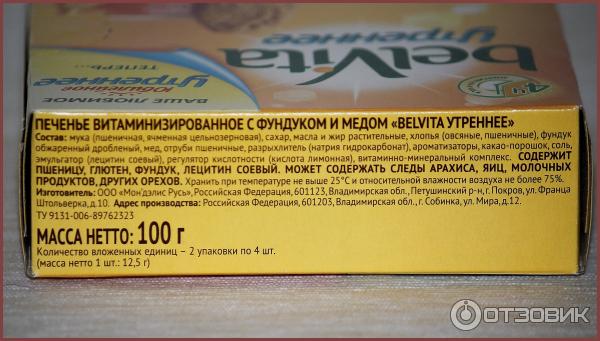 belVita
Утреннее
4ч
ВАШЕ ЛЮБИМОЕ
Юбилейное
Утреннее
ТЕПЕРЬ...
ПЕЧЕНЬЕ ВИТАМИНИЗИРОВАННОЕ С ФУНДУКОМ И МЕДОМ «BELVITA УТРЕННЕЕ»
Состав: мука (пшеничная, ячменная цельнозерновая), сахар, масла и жир растительные, хлопья (овсяные, пшеничные), фундук
обжаренный дробленый, мед, отруби пшеничные, разрыхлитель (натрия гидрокарбонат), ароматизаторы, какао-порошок, соль,
эмульгатор (лецитин соевый), регулятор кислотности (кислота лимонная), витаминно-минеральный комплекс. СОДЕРЖИТ
ПШЕНИЦУ, ГЛЮТЕН, ФУНДУК, ЛЕЦИТИН СОЕВЫЙ. МОЖЕТ СОДЕРЖАТЬ СЛЕДЫ АРАХИСА, ЯИЦ, МОЛОЧНЫХ
ПРОДУКТОВ, ДРУГИХ ОРЕХОВ. Хранить при температуре не выше 25°С и относительной влажности воздуха не более 75%.
Изготовитель: ООО «Мон'дэлис Русь», Российская Федерация, 601123, Владимирская обл., Петушинский р-н, г. Покров, ул. Франца
Штольверка, д.10. Адрес производства: Российская Федерация, 601203, Владимирская обл., г. Собинка, ул. Мира, д.12.
ТУ 9131-006-89762323
МАССА НЕТТО: 100 г
Количество вложенных единиц – 2 упаковки по 4 шт.
(масса нетто 1 шт.: 12,5 г)
ОТЗОВИК